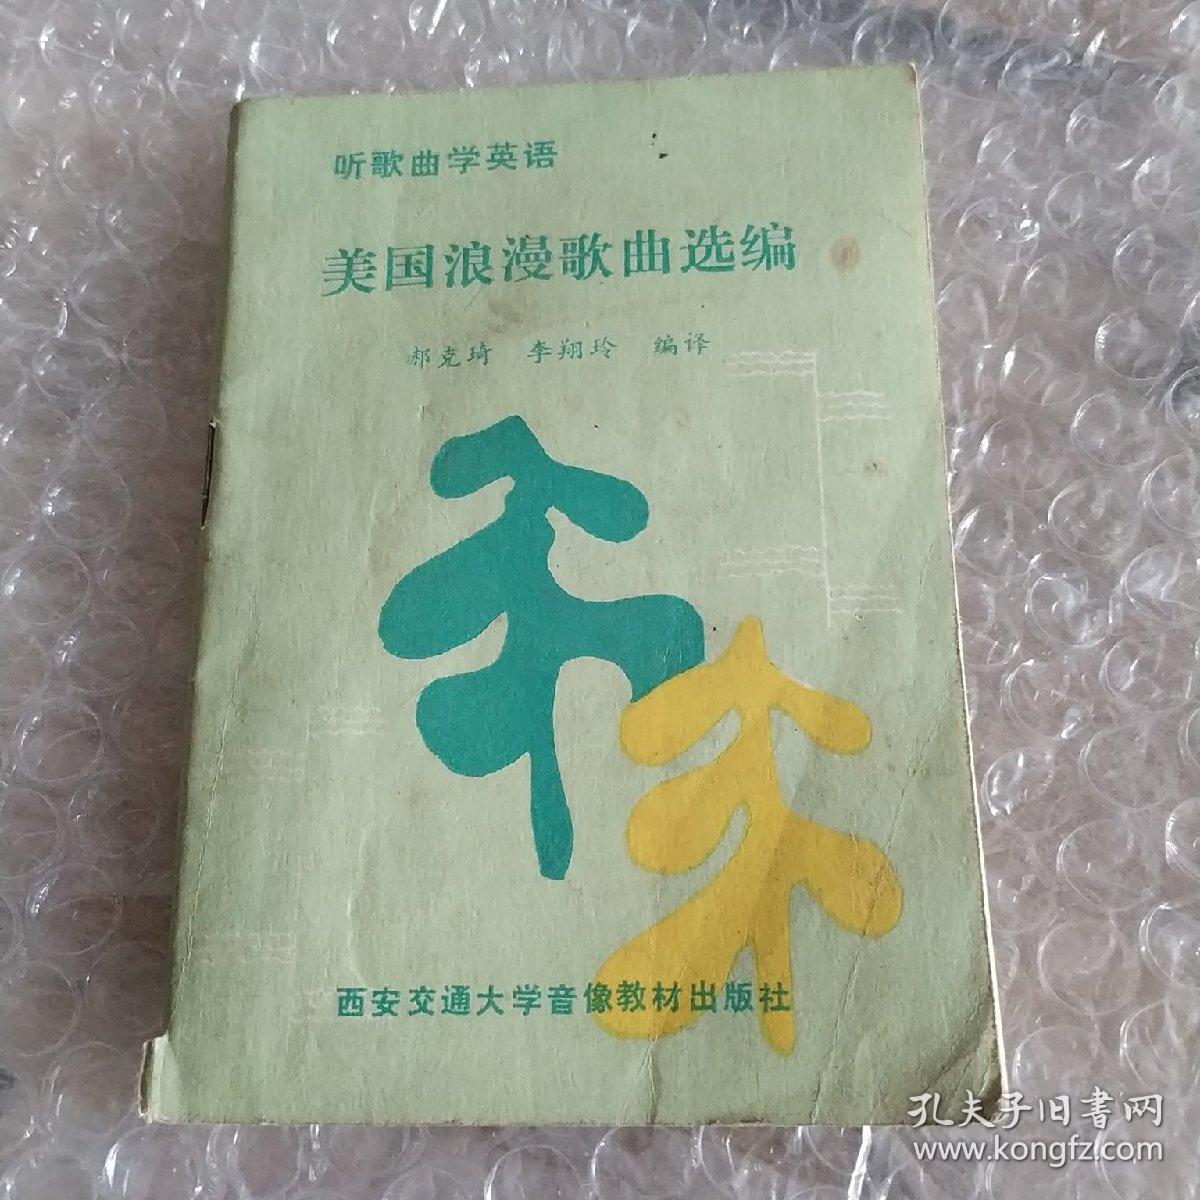 听歌曲学英语
美国浪漫歌曲选编
郝克琦 李翔玲 编译
西安交通大学音像教材出版社
孔夫子旧书网
www.kongfz.com